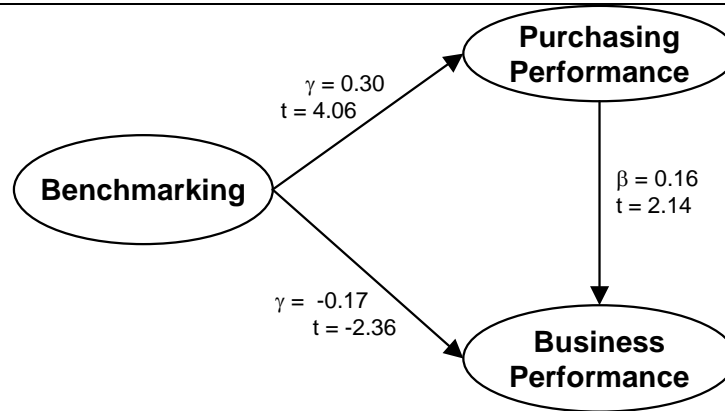 Purchasing
Performance
γ = 0.30
t = 4.06
Benchmarking
β = 0.16
t = 2.14
γ = -0.17
t = -2.36
Business
Performance